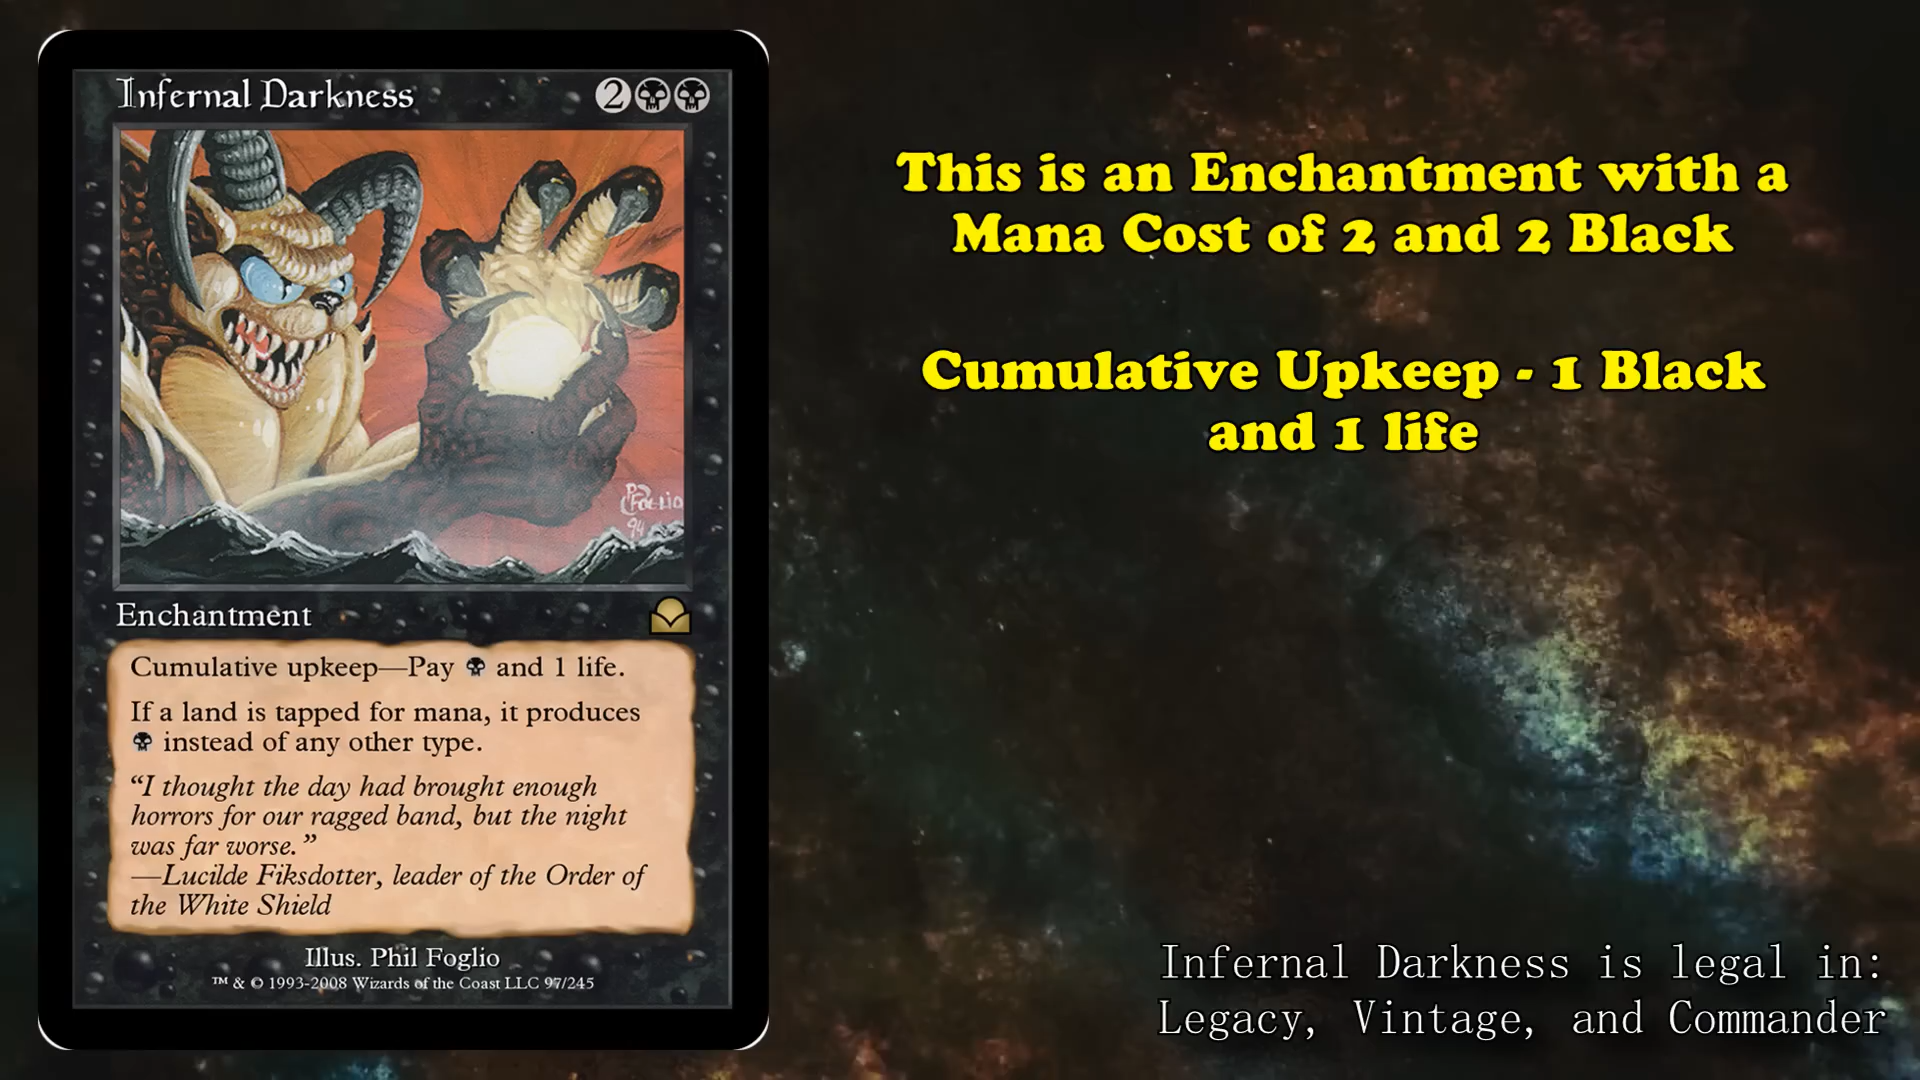 Infernal Darkness 2
Enchantment
Cumulative upkeep—Pay and 1 life.
If a land is tapped for mana, it produces
instead of any other type.
“I thought the day had brought enough
horrors for our ragged band, but the night
was far worse.”
—Lucilde Fiksdotter, leader of the Order of
the White Shield
Illus. Phil Foglio
™ & © 1993-2008 Wizards of the Coast LLC 97/245
PS
FOGLIO
94
This is an Enchantment with a
Mana Cost of 2 and 2 Black
Cumulative Upkeep - 1 Black
and 1 life
Infernal Darkness is legal in:
Legacy, Vintage, and Commander